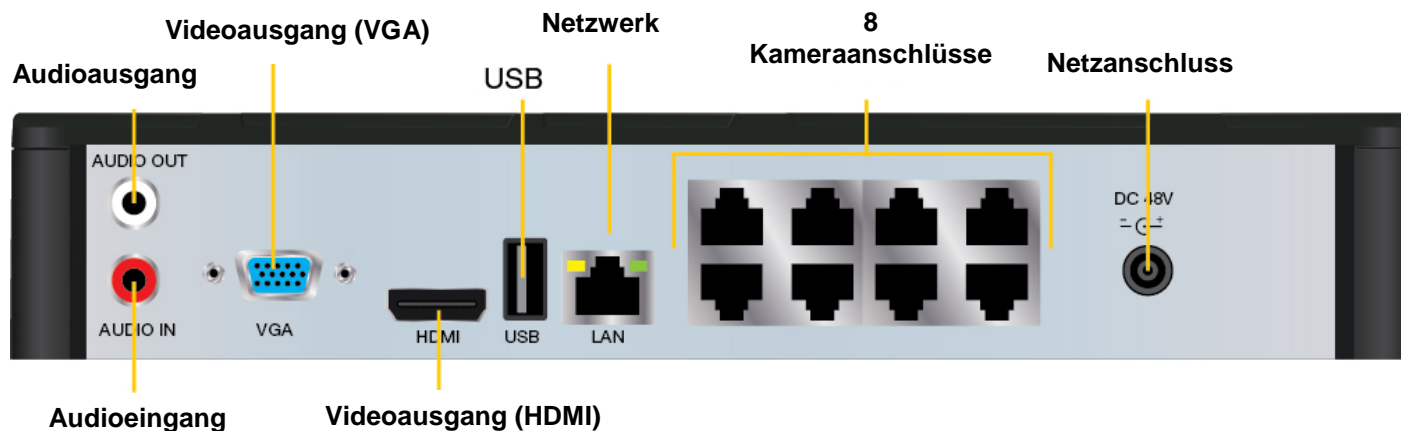 Videoausgang (VGA)
Netzwerk
8
Kameraanschlüsse
Netzanschluss
Audioausgang
USB
AUDIO OUT
DC 48V
- +
AUDIO IN
VGA
HDMI
USB
LAN
Audioeingang
Videoausgang (HDMI)